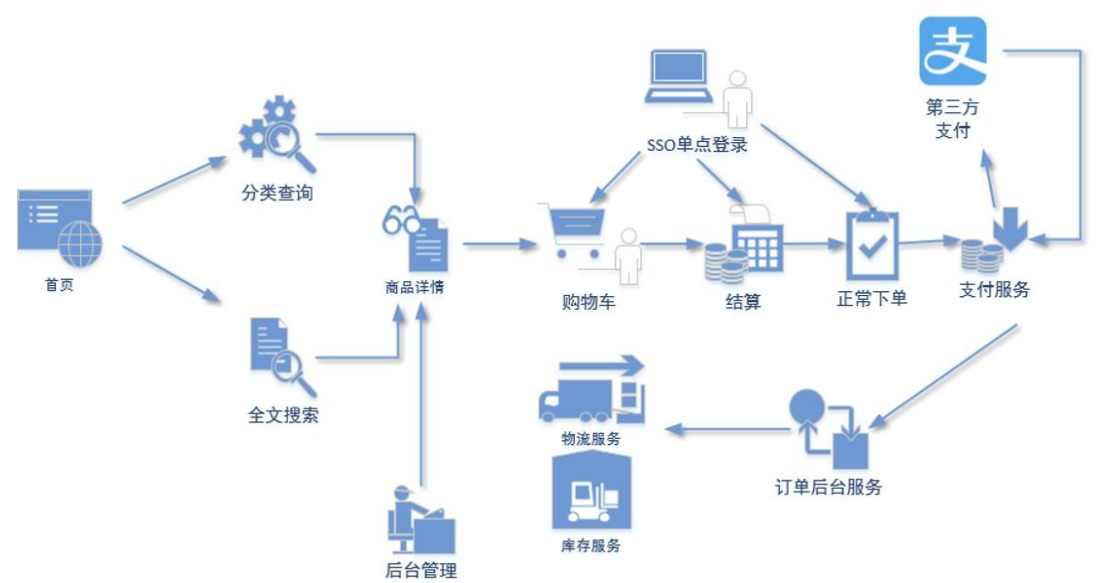 支
第三方
支付
SSO单点登录
分类查询
首页
商品详情
购物车
结算
正常下单
支付服务
全文搜索
物流服务
订单后台服务
库存服务
后台管理